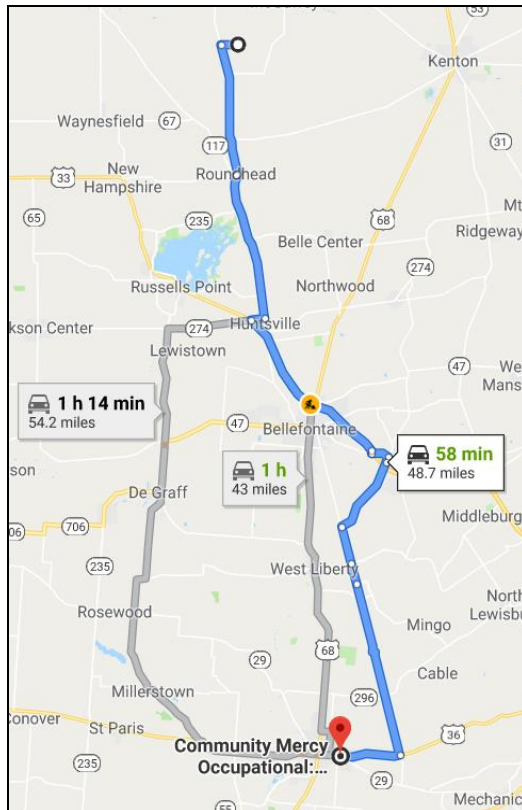 53
Kenton
Waynesfield
67
117
31
New
Hampshire
33
Roundhead
68
65
235
Mt
Ridgeway
Belle Center
274
Russells Point
Northwood
kson Center
274
Huntsville
Lewistown
47
We
Mans
1 h 14 min
54.2 miles
47
Bellefontaine
58 min
48.7 miles
son
1 h
43 miles
De Graff
706
06
Middleburg
235
West Liberty
North
Lewisbu
Rosewood
Mingo
68
29
Cable
Millerstown
296
onover
St Paris
36
Community Mercy
Occupational:...
235
29
55
Mechanic